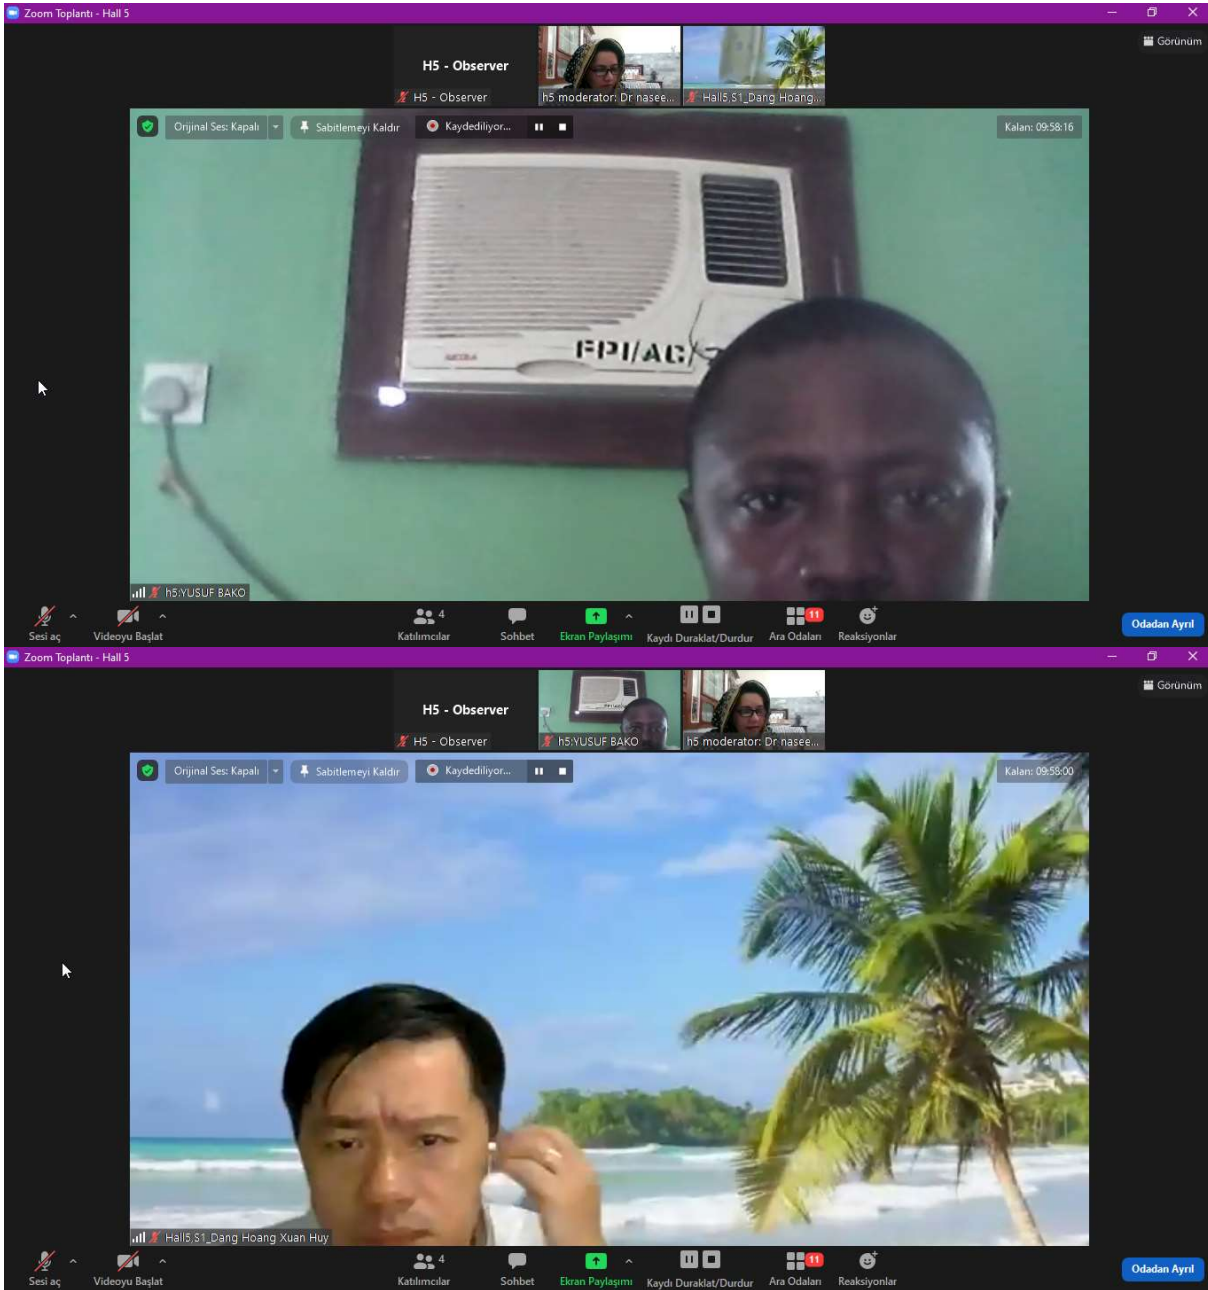 Zoom Toplantı - Hall 5
Görünüm
H5 - Observer
H5 - Observer
h5 moderator: Dr nasee...
Hall5,S1_Dang Hoang...
Orijinal Ses: Kapalı
Sabitlemeyi Kaldır
Kaydediliyor...
Kalan: 09:58:16
FPI/AC/
h5:YUSUF BAKO
Sesi aç
Videoyu Başlat
4
Katılımcılar
Sohbet
Ekran Paylaşımı
Kaydı Duraklat/Durdur
11
Ara Odaları
Reaksiyonlar
Odadan Ayrıl
Zoom Toplantı - Hall 5
Görünüm
H5 - Observer
H5 - Observer
h5:YUSUF BAKO
h5 moderator: Dr nasee...
Orijinal Ses: Kapalı
Sabitlemeyi Kaldır
Kaydediliyor...
Kalan: 09:58:00
Hall5,S1_Dang Hoang Xuan Huy
Sesi aç
Videoyu Başlat
4
Katılımcılar
Sohbet
Ekran Paylaşımı
Kaydı Duraklat/Durdur
11
Ara Odaları
Reaksiyonlar
Odadan Ayrıl